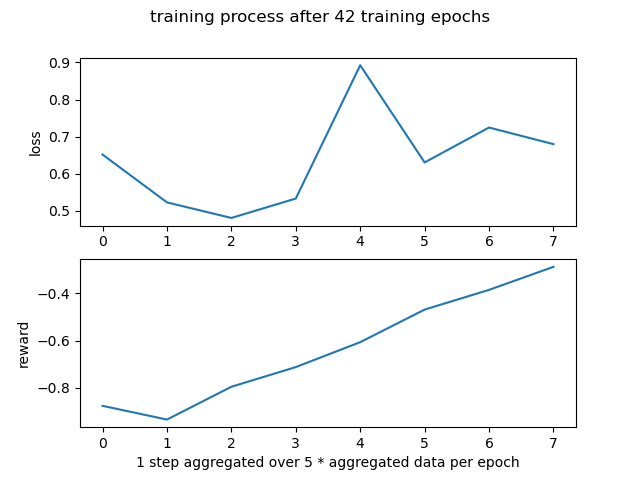 training process after 42 training epochs
0.9
0.8
0.7
0.6
0.5
loss
0 1 2 3 4 5 6 7
−0.4
−0.6
−0.8
reward
0 1 2 3 4 5 6 7
1 step aggregated over 5 * aggregated data per epoch